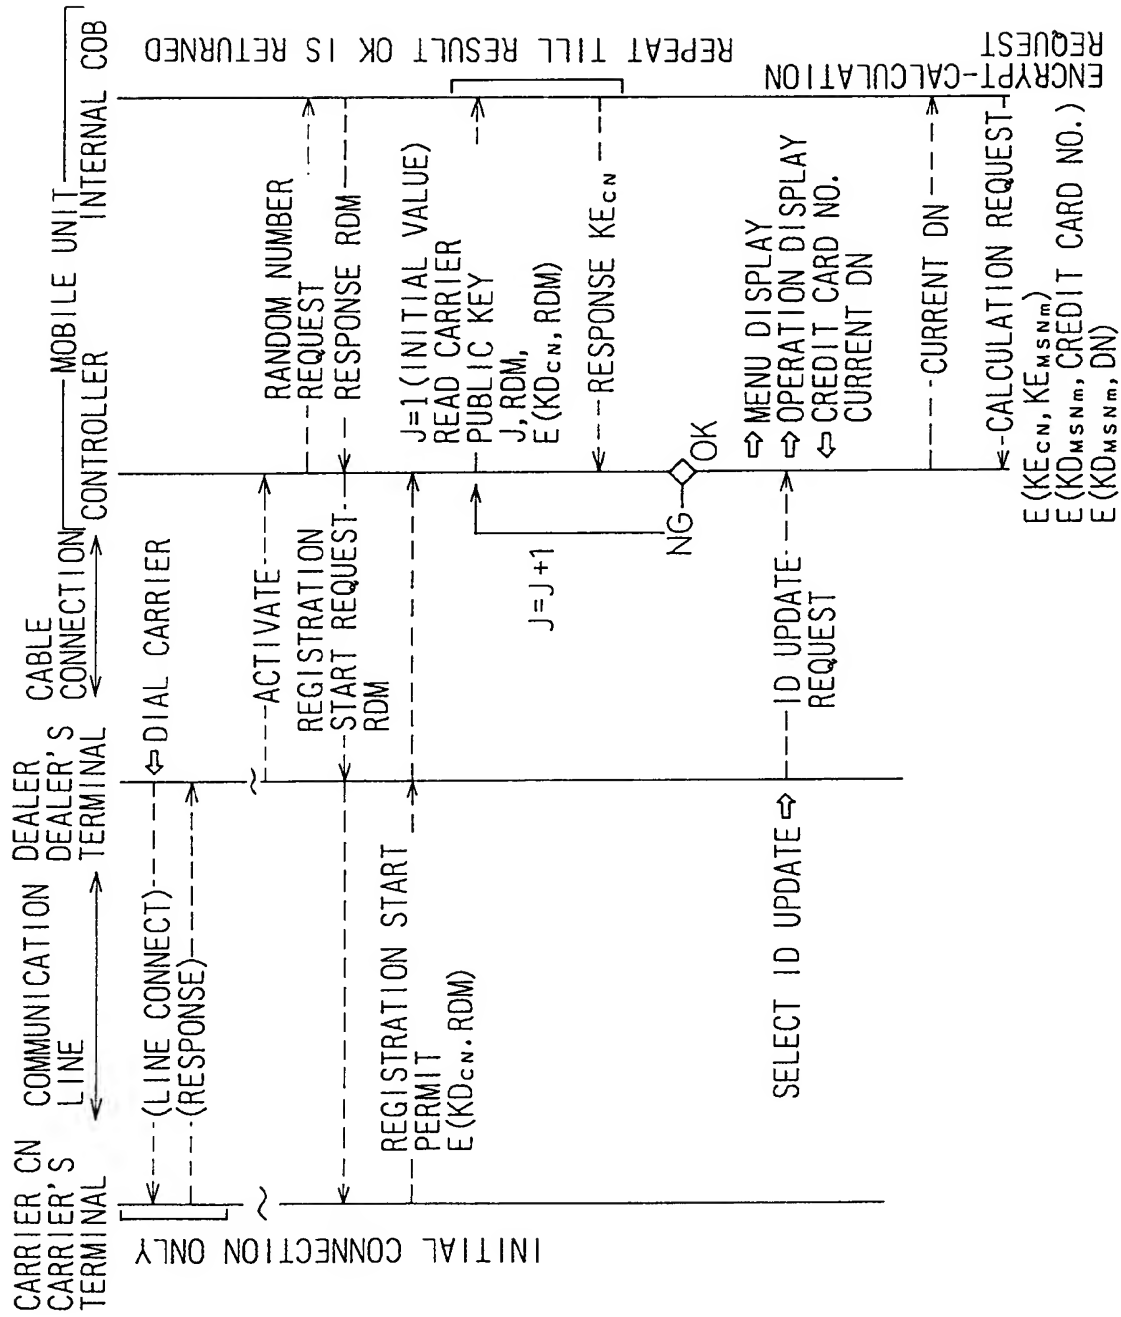 CARRIER CN
CARRIER'S
TERMINAL
COMMUNICATION
LINE
DEALER
DEALER'S
TERMINAL
CABLE
CONNECTION
MOBILE UNIT
CONTROLLER
INTERNAL COB
INITIAL CONNECTION ONLY
DIAL CARRIER
(LINE CONNECT)
(RESPONSE)
ACTIVATE
RANDOM NUMBER
REQUEST
RESPONSE RDM
REGISTRATION
START REQUEST
RDM
REGISTRATION START
PERMIT
E(KDCN.RDM)
J=1(INITIAL VALUE)
READ CARRIER
PUBLIC KEY
J,RDM,
E(KDCN,RDM)
REPEAT TILL RESULT OK IS RETURNED
RESPONSE KECN
J=J+1
NG
OK
SELECT ID UPDATE
ID UPDATE
REQUEST
MENU DISPLAY
OPERATION DISPLAY
CREDIT CARD NO.
CURRENT DN
CURRENT DN
ENCRYPT-CALCULATION
REQUEST
CALCULATION REQUEST
E(KECN,KEMSNm)
E(KDMSNm,CREDIT CARD NO.)
E(KDMSNm,DN)